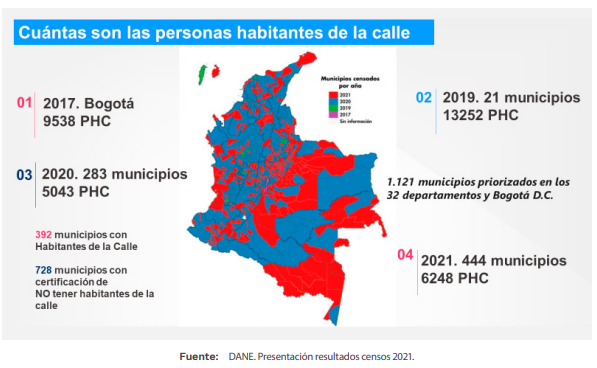 Cuántas son las personas habitantes de la calle
01
2017. Bogotá
9538 PHC
Municipios censados
por año
2021
2020
2019
2017
Sin información
02
2019. 21 municipios
13252 PHC
03
2020. 283 municipios
5043 PHC
1.121 municipios priorizados en los
32 departamentos y Bogotá D.C.
392 municipios con
Habitantes de la Calle
728 municipios con
certificación de
NO tener habitantes de la
calle
04
2021. 444 municipios
6248 PHC
Fuente: DANE. Presentación resultados censos 2021.